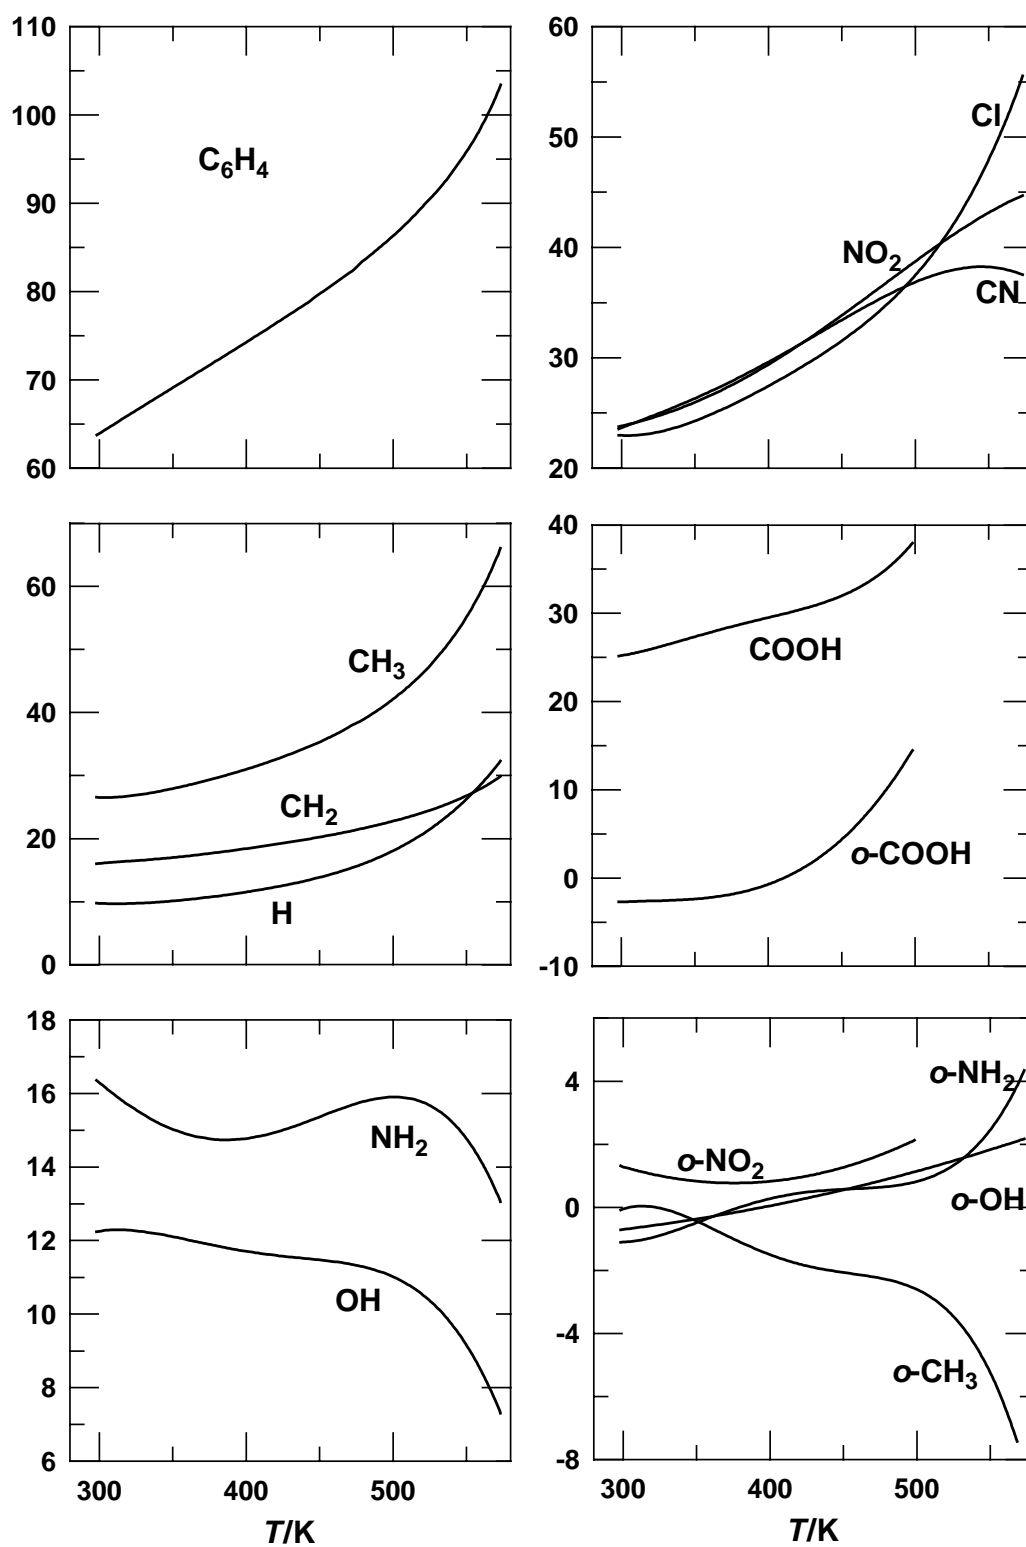 110
100
90
80
70
60
C₆H₄
60
50
40
30
20
Cl
NO₂
CN
60
40
20
0
CH₃
CH₂
H
40
30
20
10
0
-10
COOH
o-COOH
18
16
14
12
10
8
6
NH₂
OH
300 400 500
T/K
4
0
-4
-8
o-NH₂
o-NO₂
o-OH
o-CH₃
300 400 500
T/K